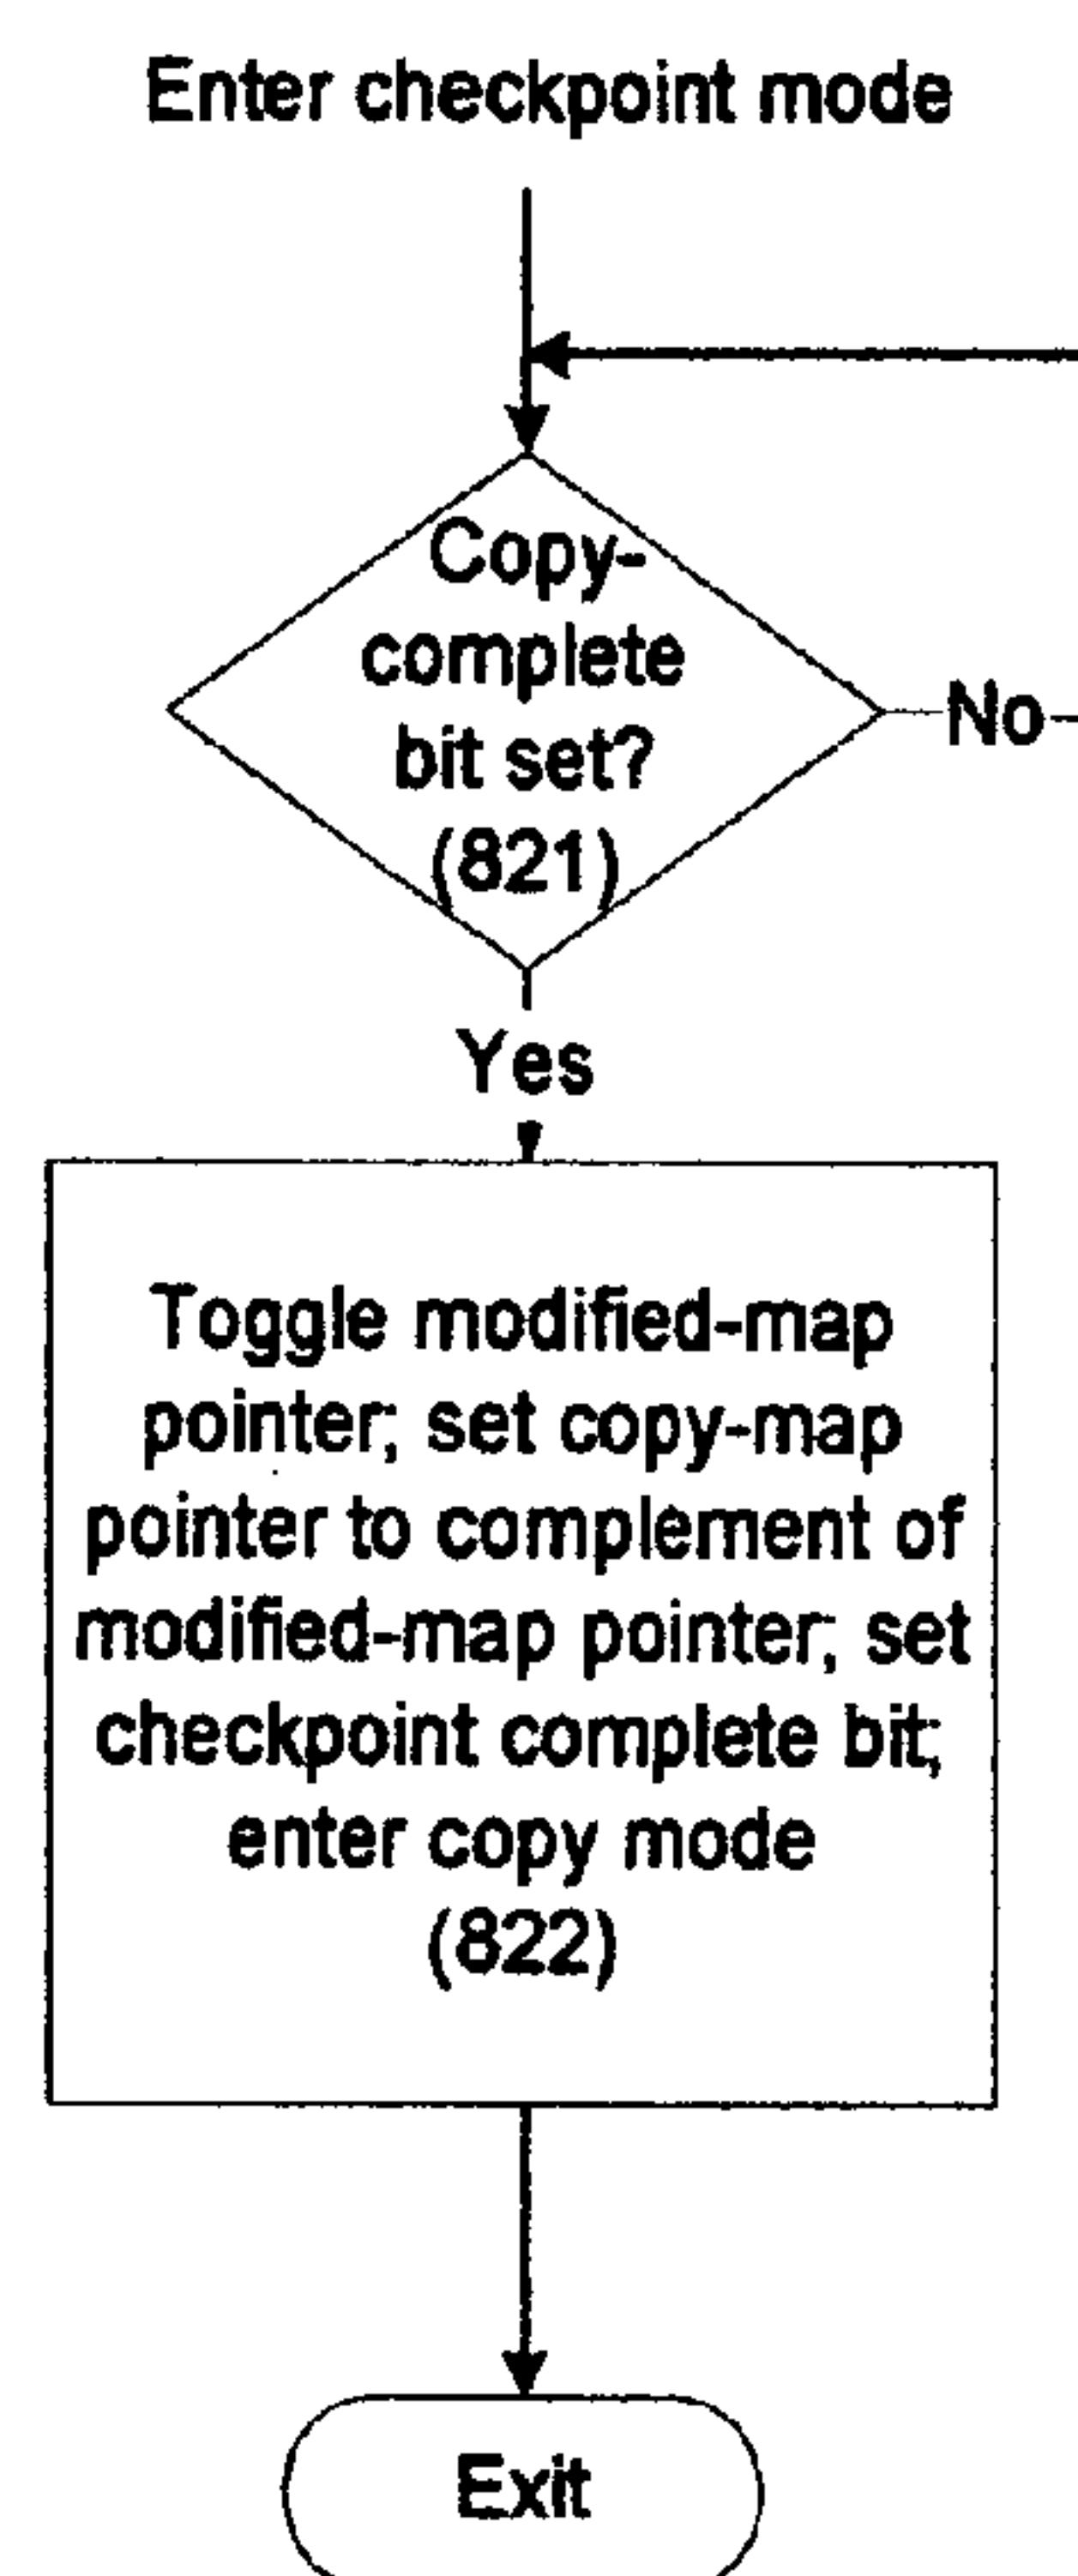 Enter checkpoint mode
Copy-
complete
bit set?
(821)
No
Yes
Toggle modified-map
pointer; set copy-map
pointer to complement of
modified-map pointer; set
checkpoint complete bit;
enter copy mode
(822)
Exit